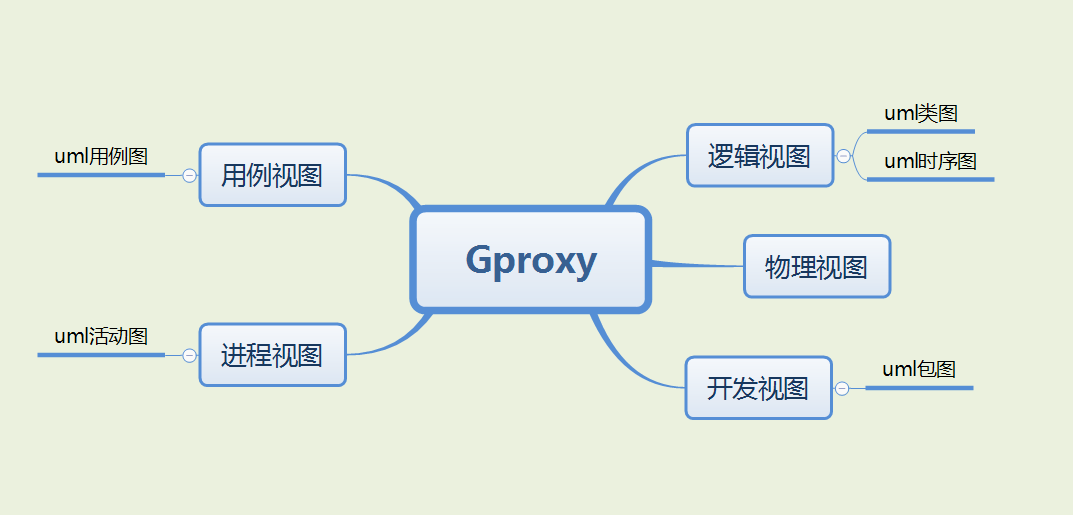 uml类图
uml用例图
用例视图
逻辑视图
uml时序图
Gproxy
物理视图
uml活动图
进程视图
开发视图
uml包图